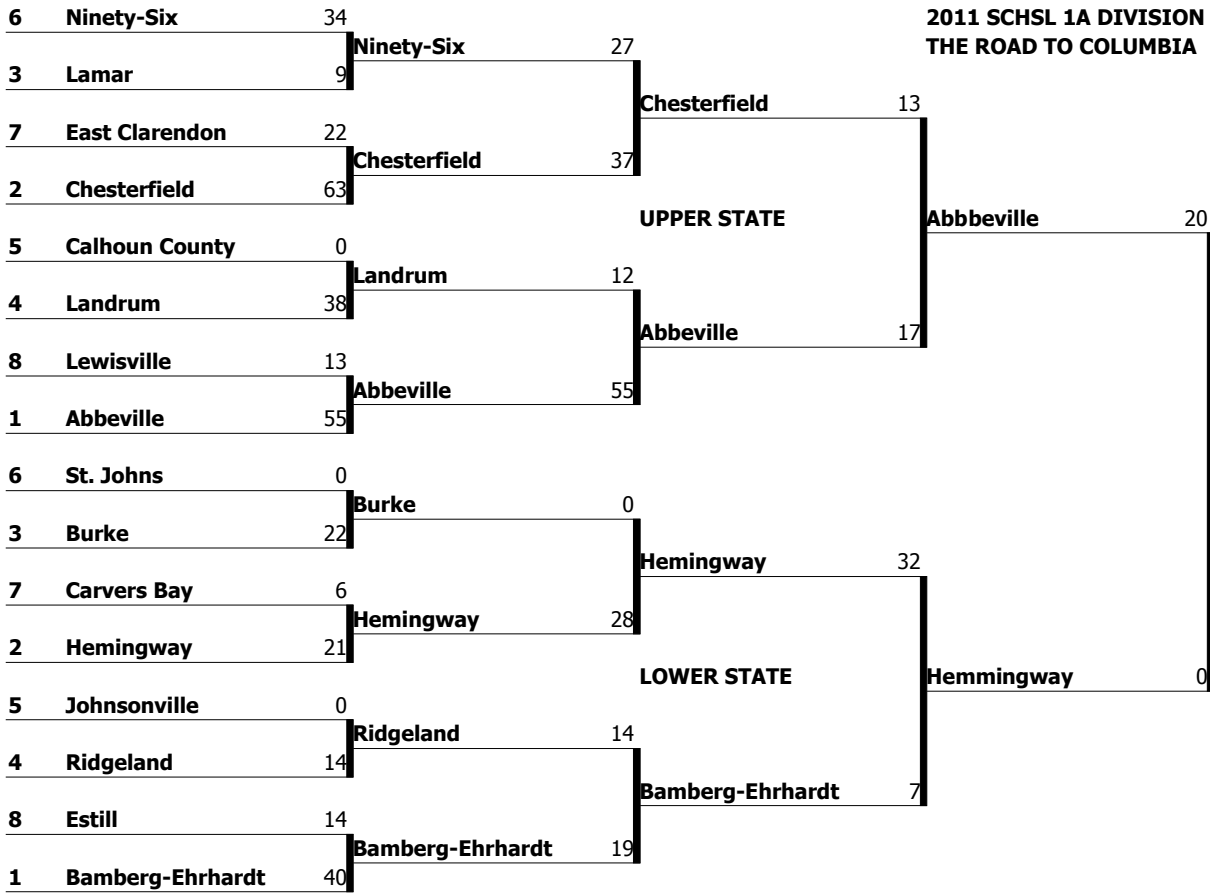 6 Ninety-Six 34
2011 SCHSL 1A DIVISION
Ninety-Six 27
THE ROAD TO COLUMBIA
3 Lamar 9
Chesterfield 13
7 East Clarendon 22
Chesterfield 37
2 Chesterfield 63
UPPER STATE
Abbbeville 20
5 Calhoun County 0
Landrum 12
4 Landrum 38
Abbeville 17
8 Lewisville 13
Abbeville 55
1 Abbeville 55
6 St. Johns 0
Burke 0
3 Burke 22
Hemingway 32
7 Carvers Bay 6
Hemingway 28
2 Hemingway 21
LOWER STATE
Hemmingway 0
5 Johnsonville 0
Ridgeland 14
4 Ridgeland 14
Bamberg-Ehrhardt 7
8 Estill 14
Bamberg-Ehrhardt 19
1 Bamberg-Ehrhardt 40